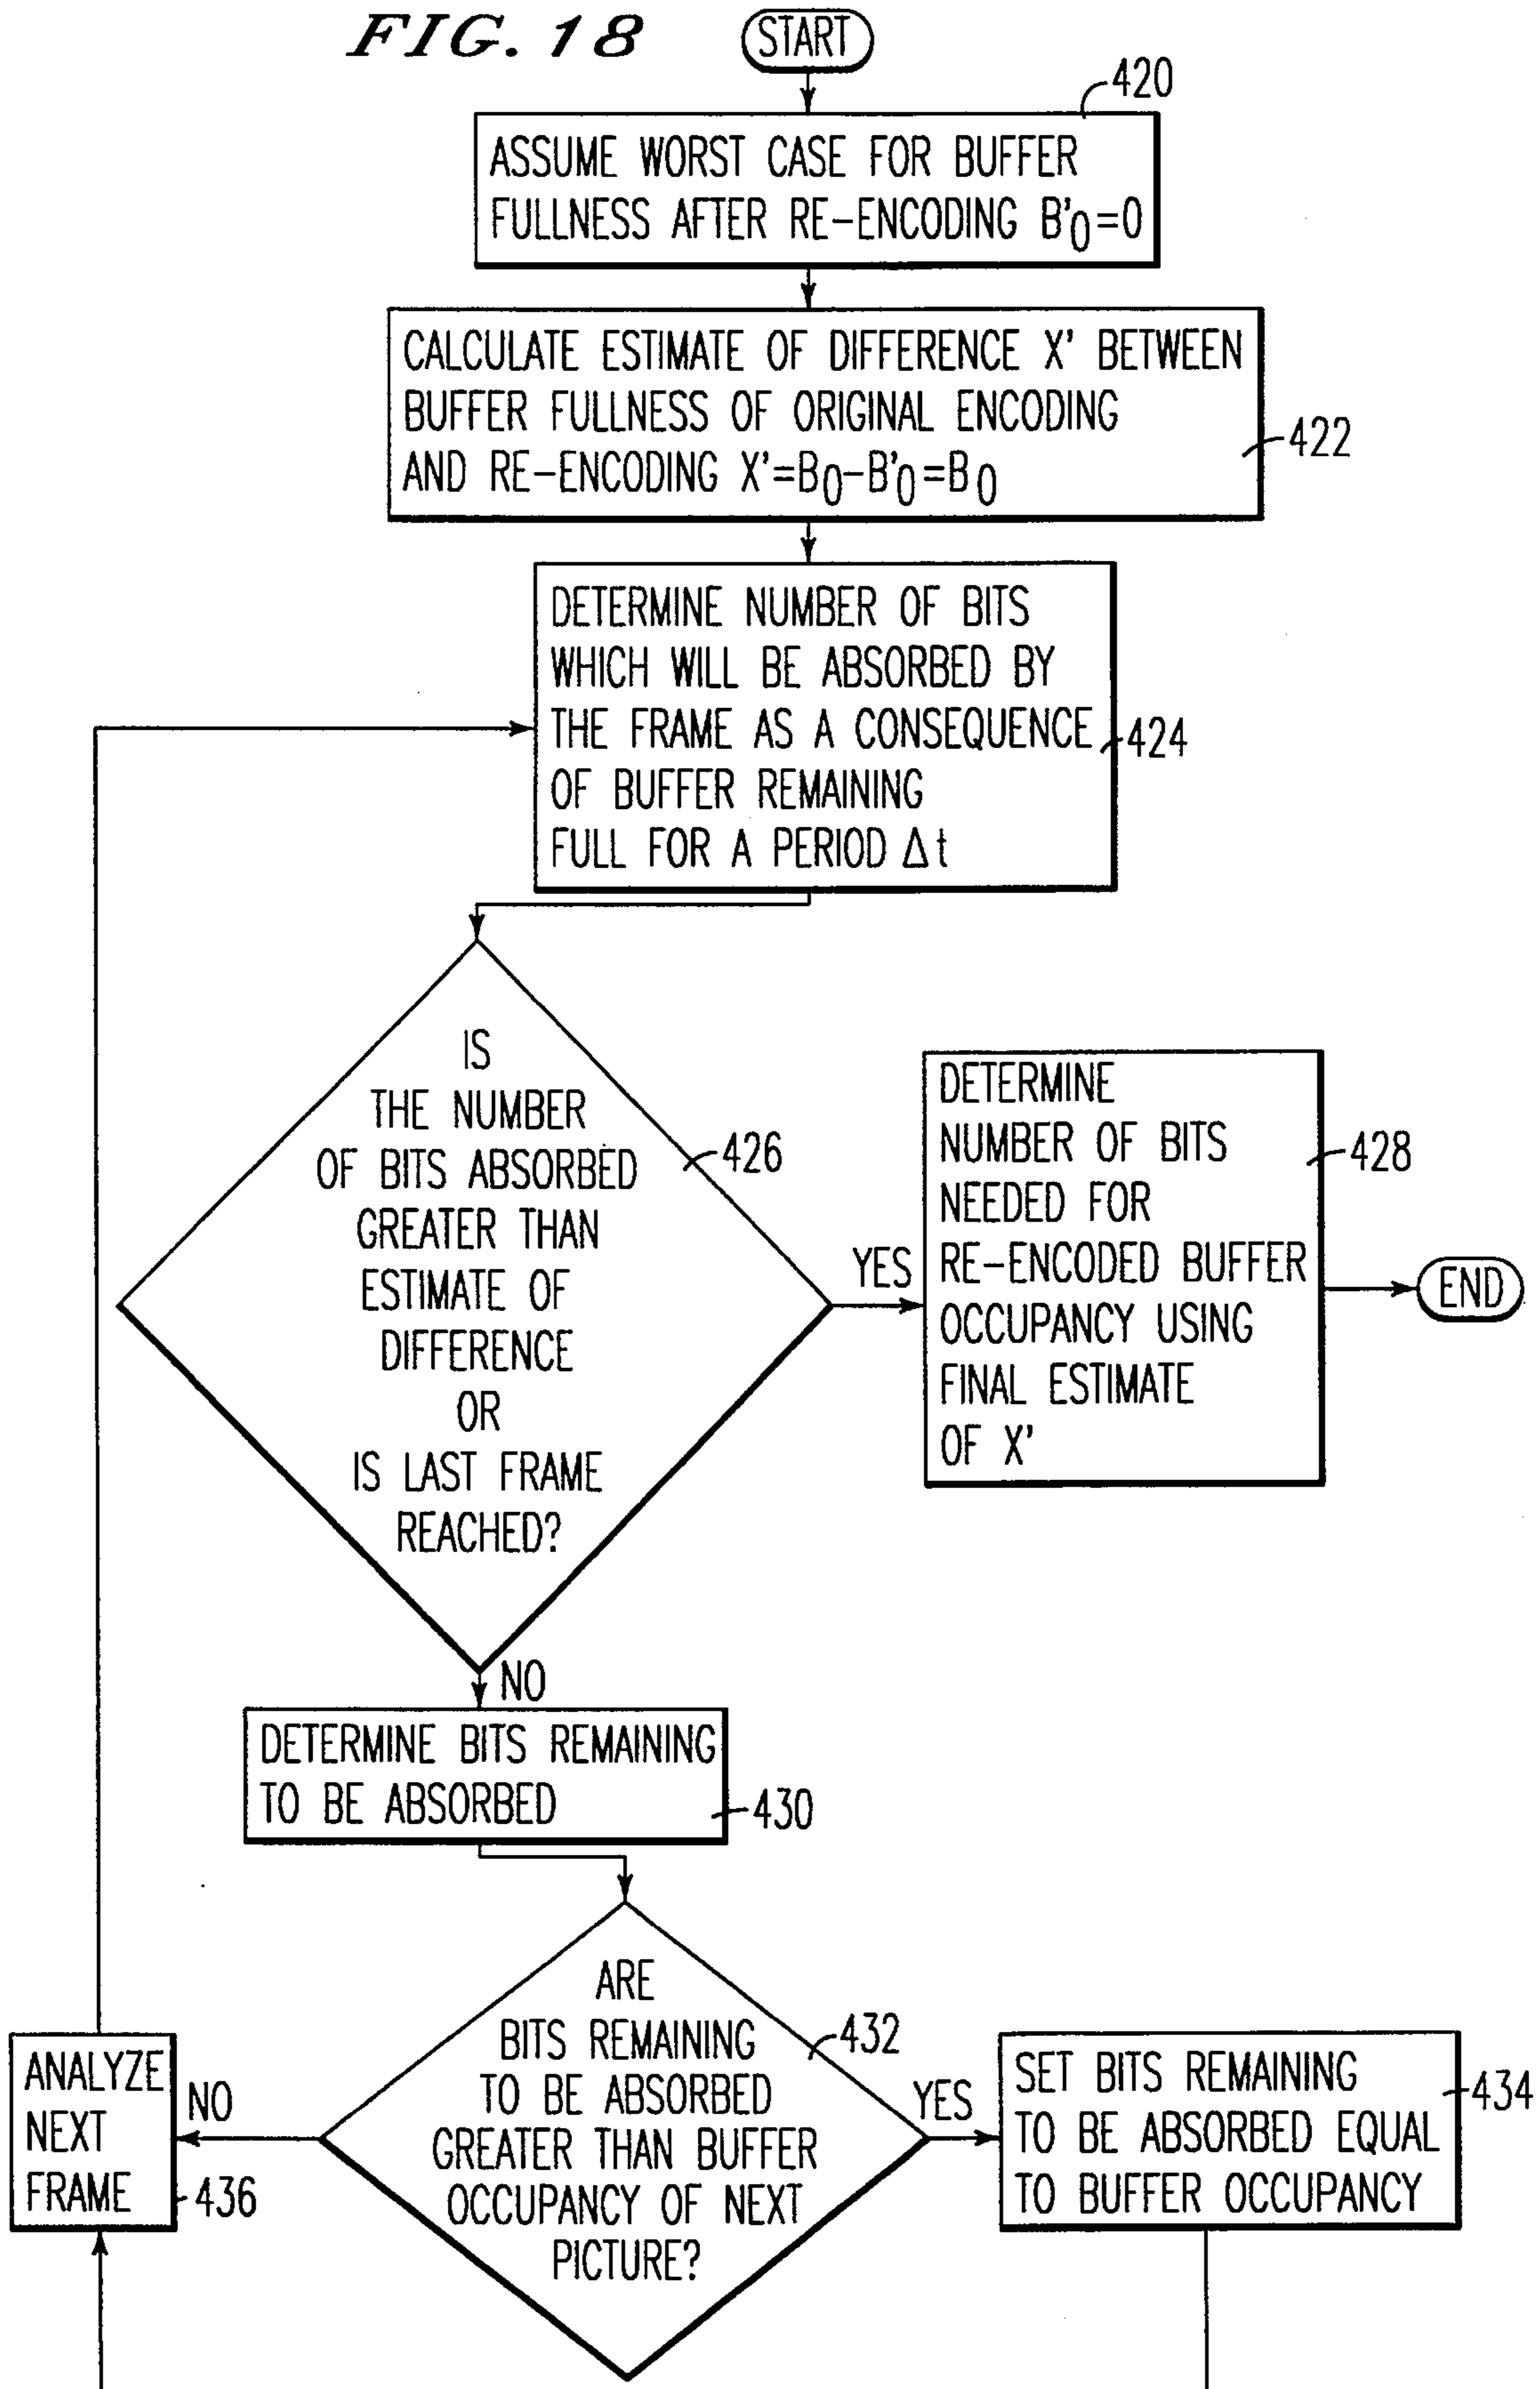 FIG. 18
START
420
ASSUME WORST CASE FOR BUFFER
FULLNESS AFTER RE-ENCODING B'0=0
CALCULATE ESTIMATE OF DIFFERENCE X' BETWEEN
BUFFER FULLNESS OF ORIGINAL ENCODING
AND RE-ENCODING X'=B0-B'0=B0
422
DETERMINE NUMBER OF BITS
WHICH WILL BE ABSORBED BY
THE FRAME AS A CONSEQUENCE
OF BUFFER REMAINING
FULL FOR A PERIOD Δt
424
IS
THE NUMBER
OF BITS ABSORBED
GREATER THAN
ESTIMATE OF
DIFFERENCE
OR
IS LAST FRAME
REACHED?
426
YES
DETERMINE
NUMBER OF BITS
NEEDED FOR
RE-ENCODED BUFFER
OCCUPANCY USING
FINAL ESTIMATE
OF X'
428
END
NO
DETERMINE BITS REMAINING
TO BE ABSORBED
430
ARE
BITS REMAINING
TO BE ABSORBED
GREATER THAN BUFFER
OCCUPANCY OF NEXT
PICTURE?
432
YES
SET BITS REMAINING
TO BE ABSORBED EQUAL
TO BUFFER OCCUPANCY
434
NO
ANALYZE
NEXT
FRAME
436